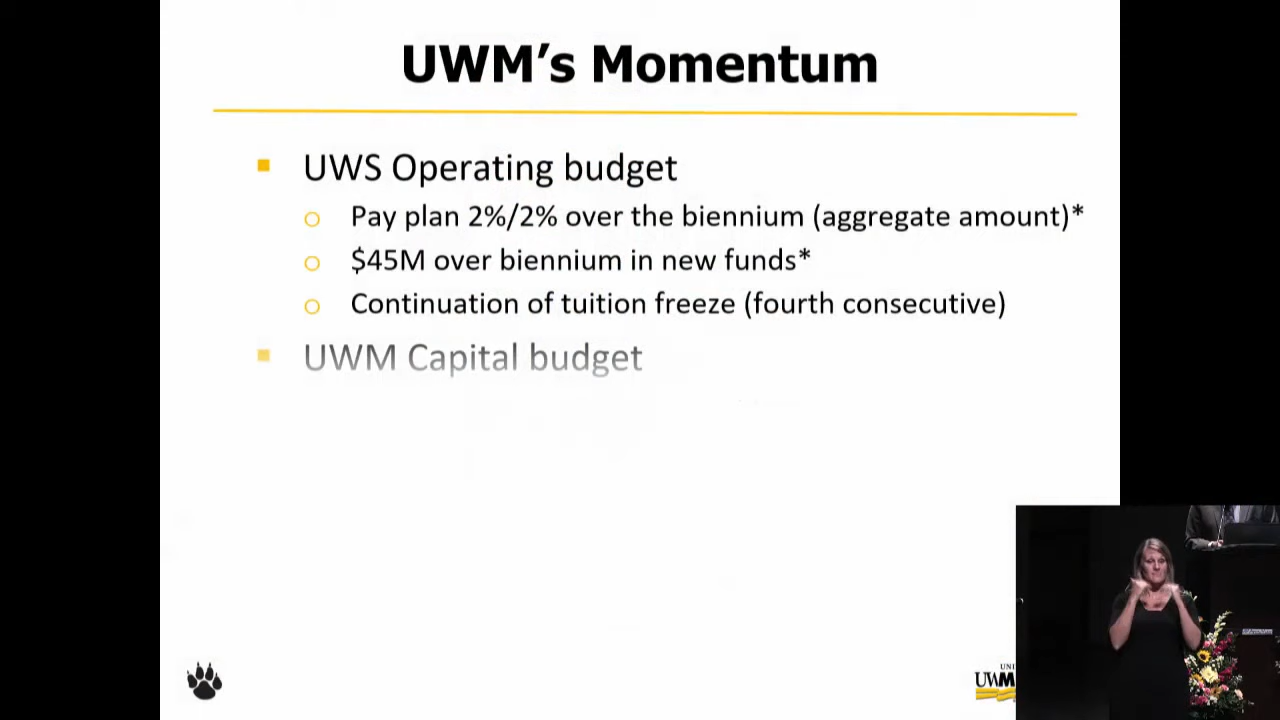 UWM’s Momentum
UWS Operating budget
Pay plan 2%/2% over the biennium (aggregate amount)*
$45M over biennium in new funds*
Continuation of tuition freeze (fourth consecutive)
UWM Capital budget